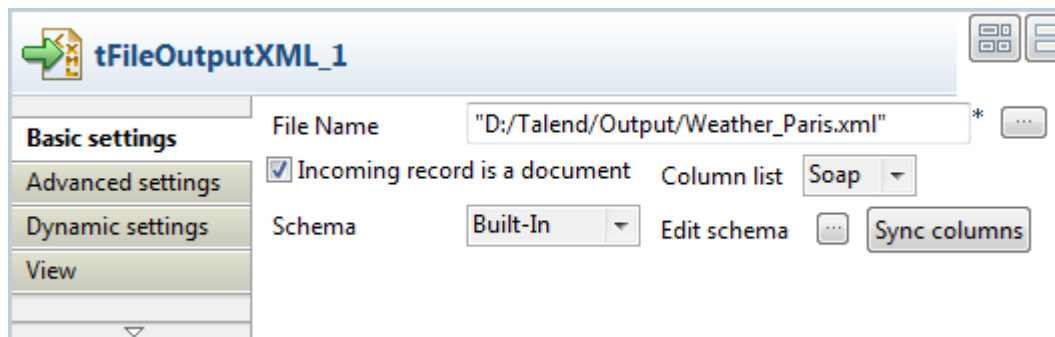 tFileOutputXML_1
Basic settings
Advanced settings
Dynamic settings
View
File Name "D:/Talend/Output/Weather_Paris.xml" * ...
Incoming record is a document Column list Soap
Schema Built-In Edit schema ... Sync columns